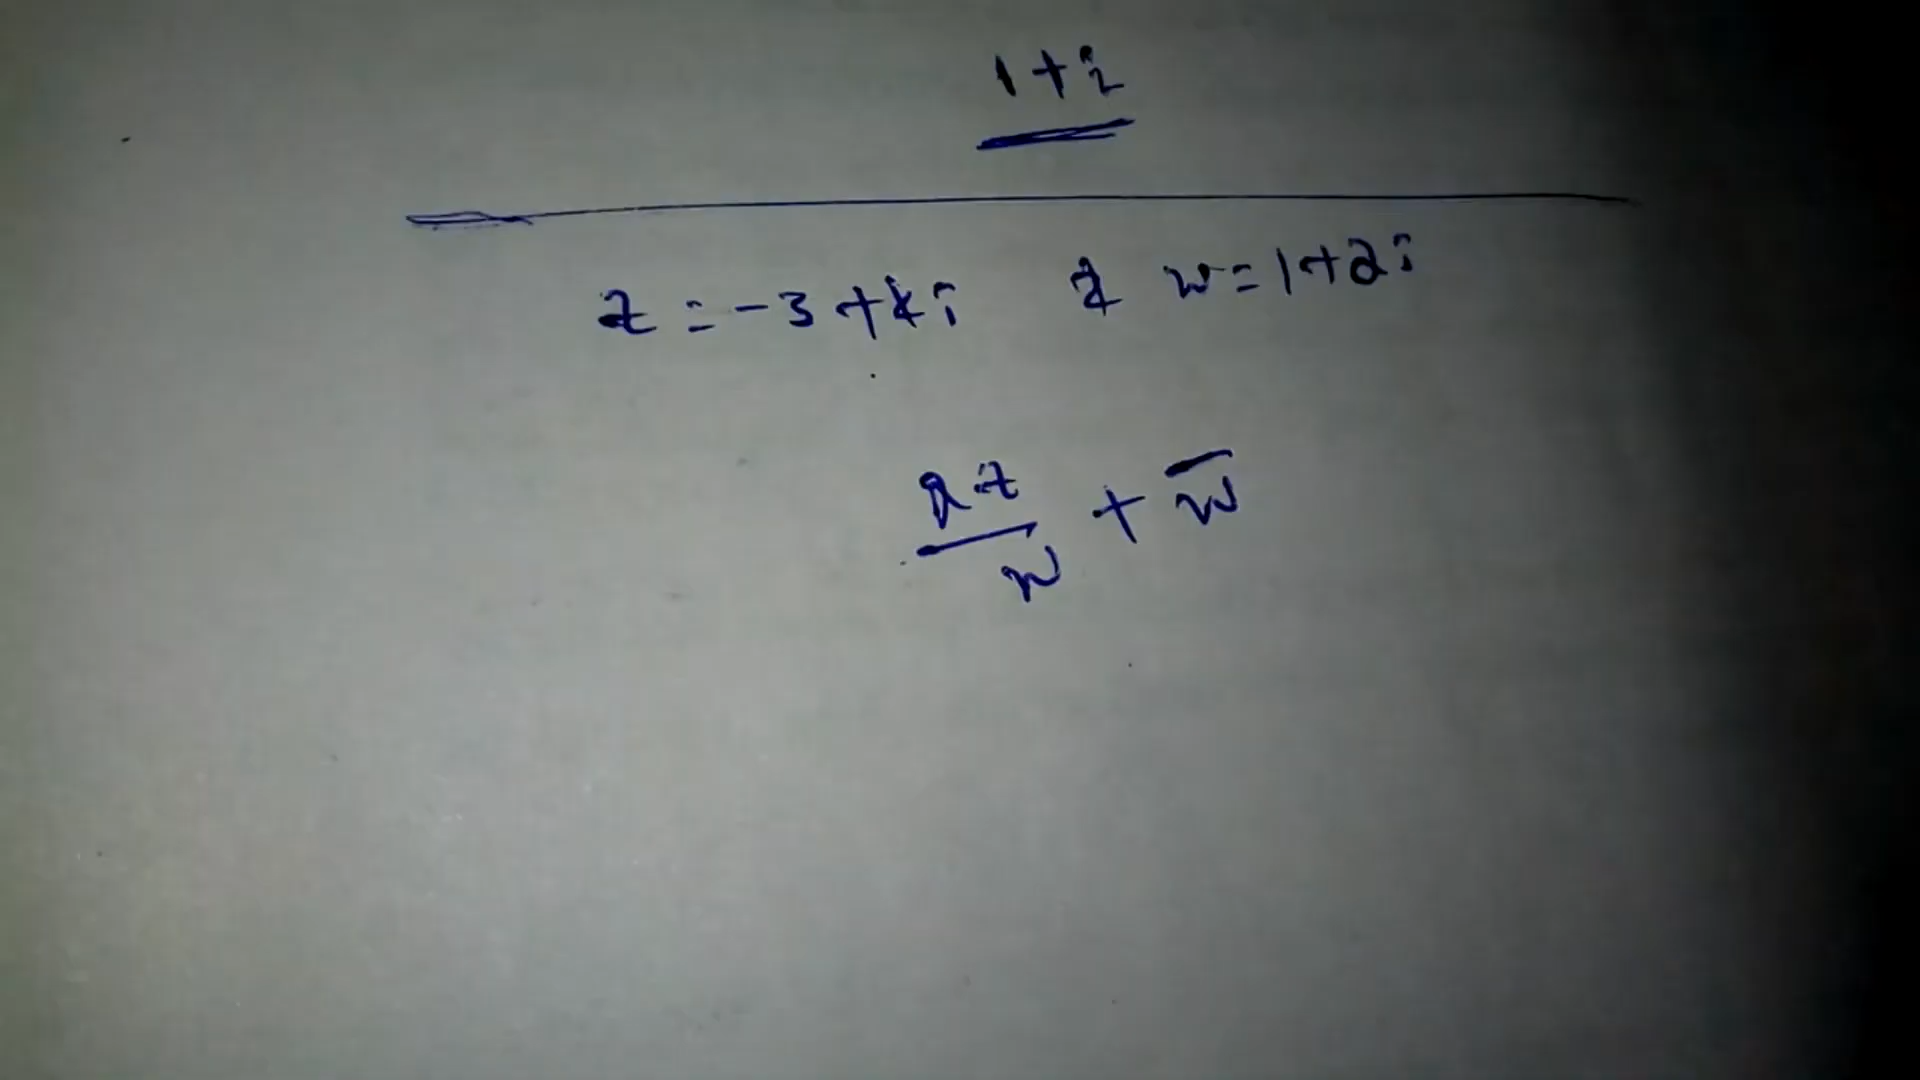 1+i
z=-3+4i & w=1+2i
2z/w + w̅